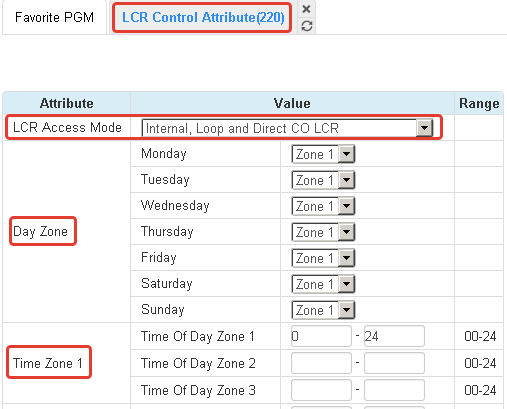 Favorite PGM LCR Control Attribute(220)
Attribute Value Range
LCR Access Mode Internal, Loop and Direct CO LCR
Day Zone
Monday Zone 1
Tuesday Zone 1
Wednesday Zone 1
Thursday Zone 1
Friday Zone 1
Saturday Zone 1
Sunday Zone 1
Time Zone 1
Time Of Day Zone 1 0 - 24 00-24
Time Of Day Zone 2 - 00-24
Time Of Day Zone 3 - 00-24